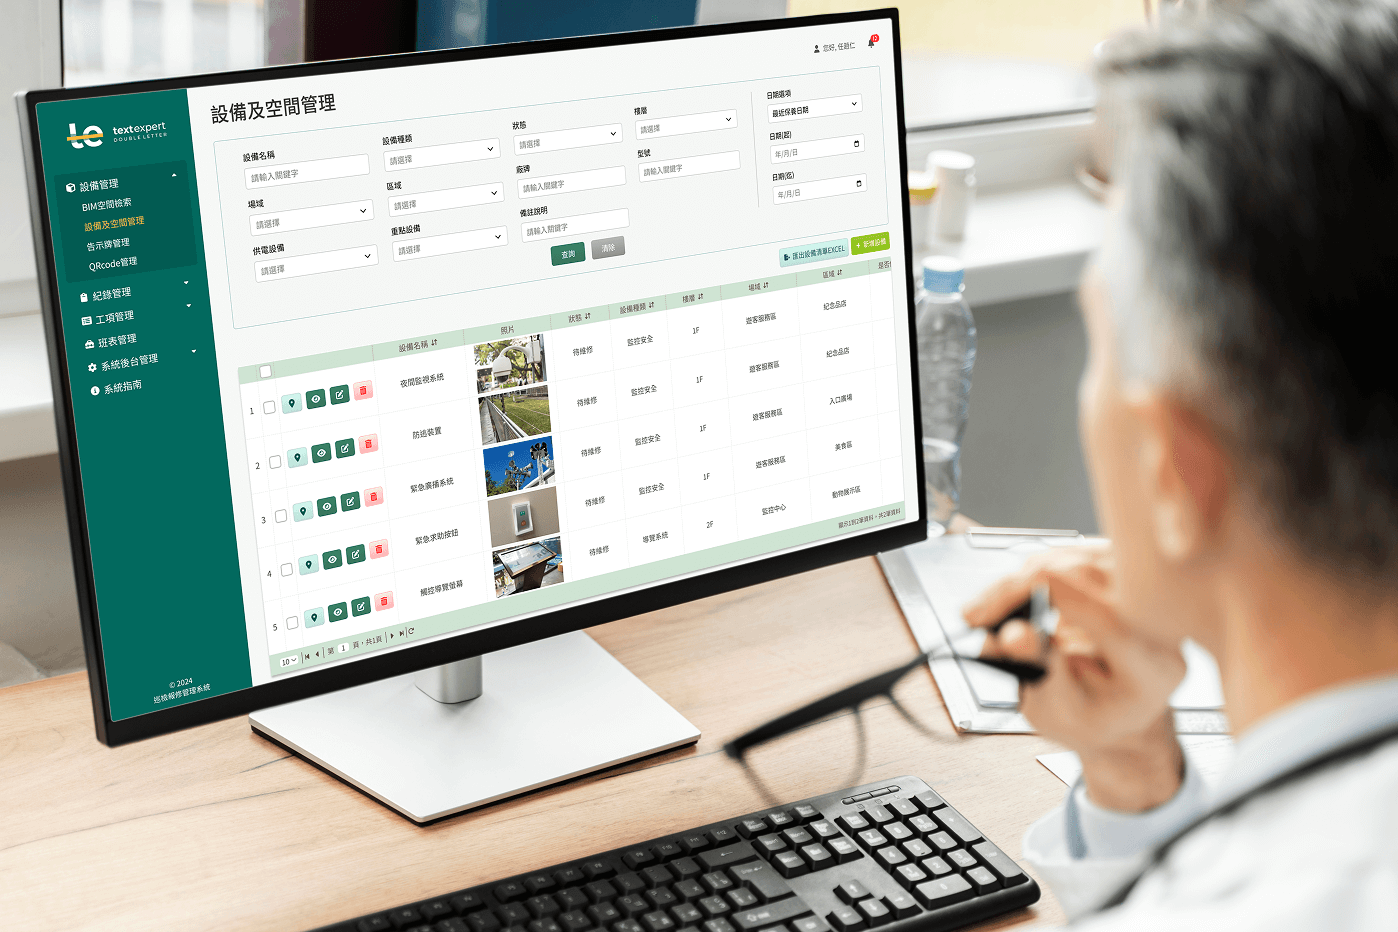 textexpert
DOUBLE LETTER
設備管理
BIM空間檢索
設備及空間管理
告示牌管理
QRcode管理
紀錄管理
工項管理
班表管理
系統後台管理
系統指南
© 2024
巡檢報修管理系統
設備及空間管理
您好, 任選仁
設備名稱
請輸入關鍵字
設備種類
請選擇
狀態
請選擇
樓層
請選擇
日期選項
最近保養日期
場域
請選擇
區域
請選擇
廠牌
請輸入關鍵字
型號
請輸入關鍵字
日期(起)
年/月/日
供電設備
請選擇
重點設備
請選擇
備註說明
請輸入關鍵字
日期(迄)
年/月/日
查詢
清除
匯出設備清單EXCEL
+ 新增設備
設備名稱 照片 狀態 設備種類 樓層 場域 區域
1 夜間監視系統 待維修 監控安全 1F 遊客服務區 紀念品店
2 防逃裝置 待維修 監控安全 1F 遊客服務區 紀念品店
3 緊急廣播系統 待維修 監控安全 1F 遊客服務區 入口廣場
4 緊急求助按鈕 待維修 監控安全 1F 遊客服務區 美食區
5 觸控導覽螢幕 待維修 導覽系統 2F 監控中心 動物展示區
10 第 1 頁，共1頁
顯示1到2筆資料，共2筆資料